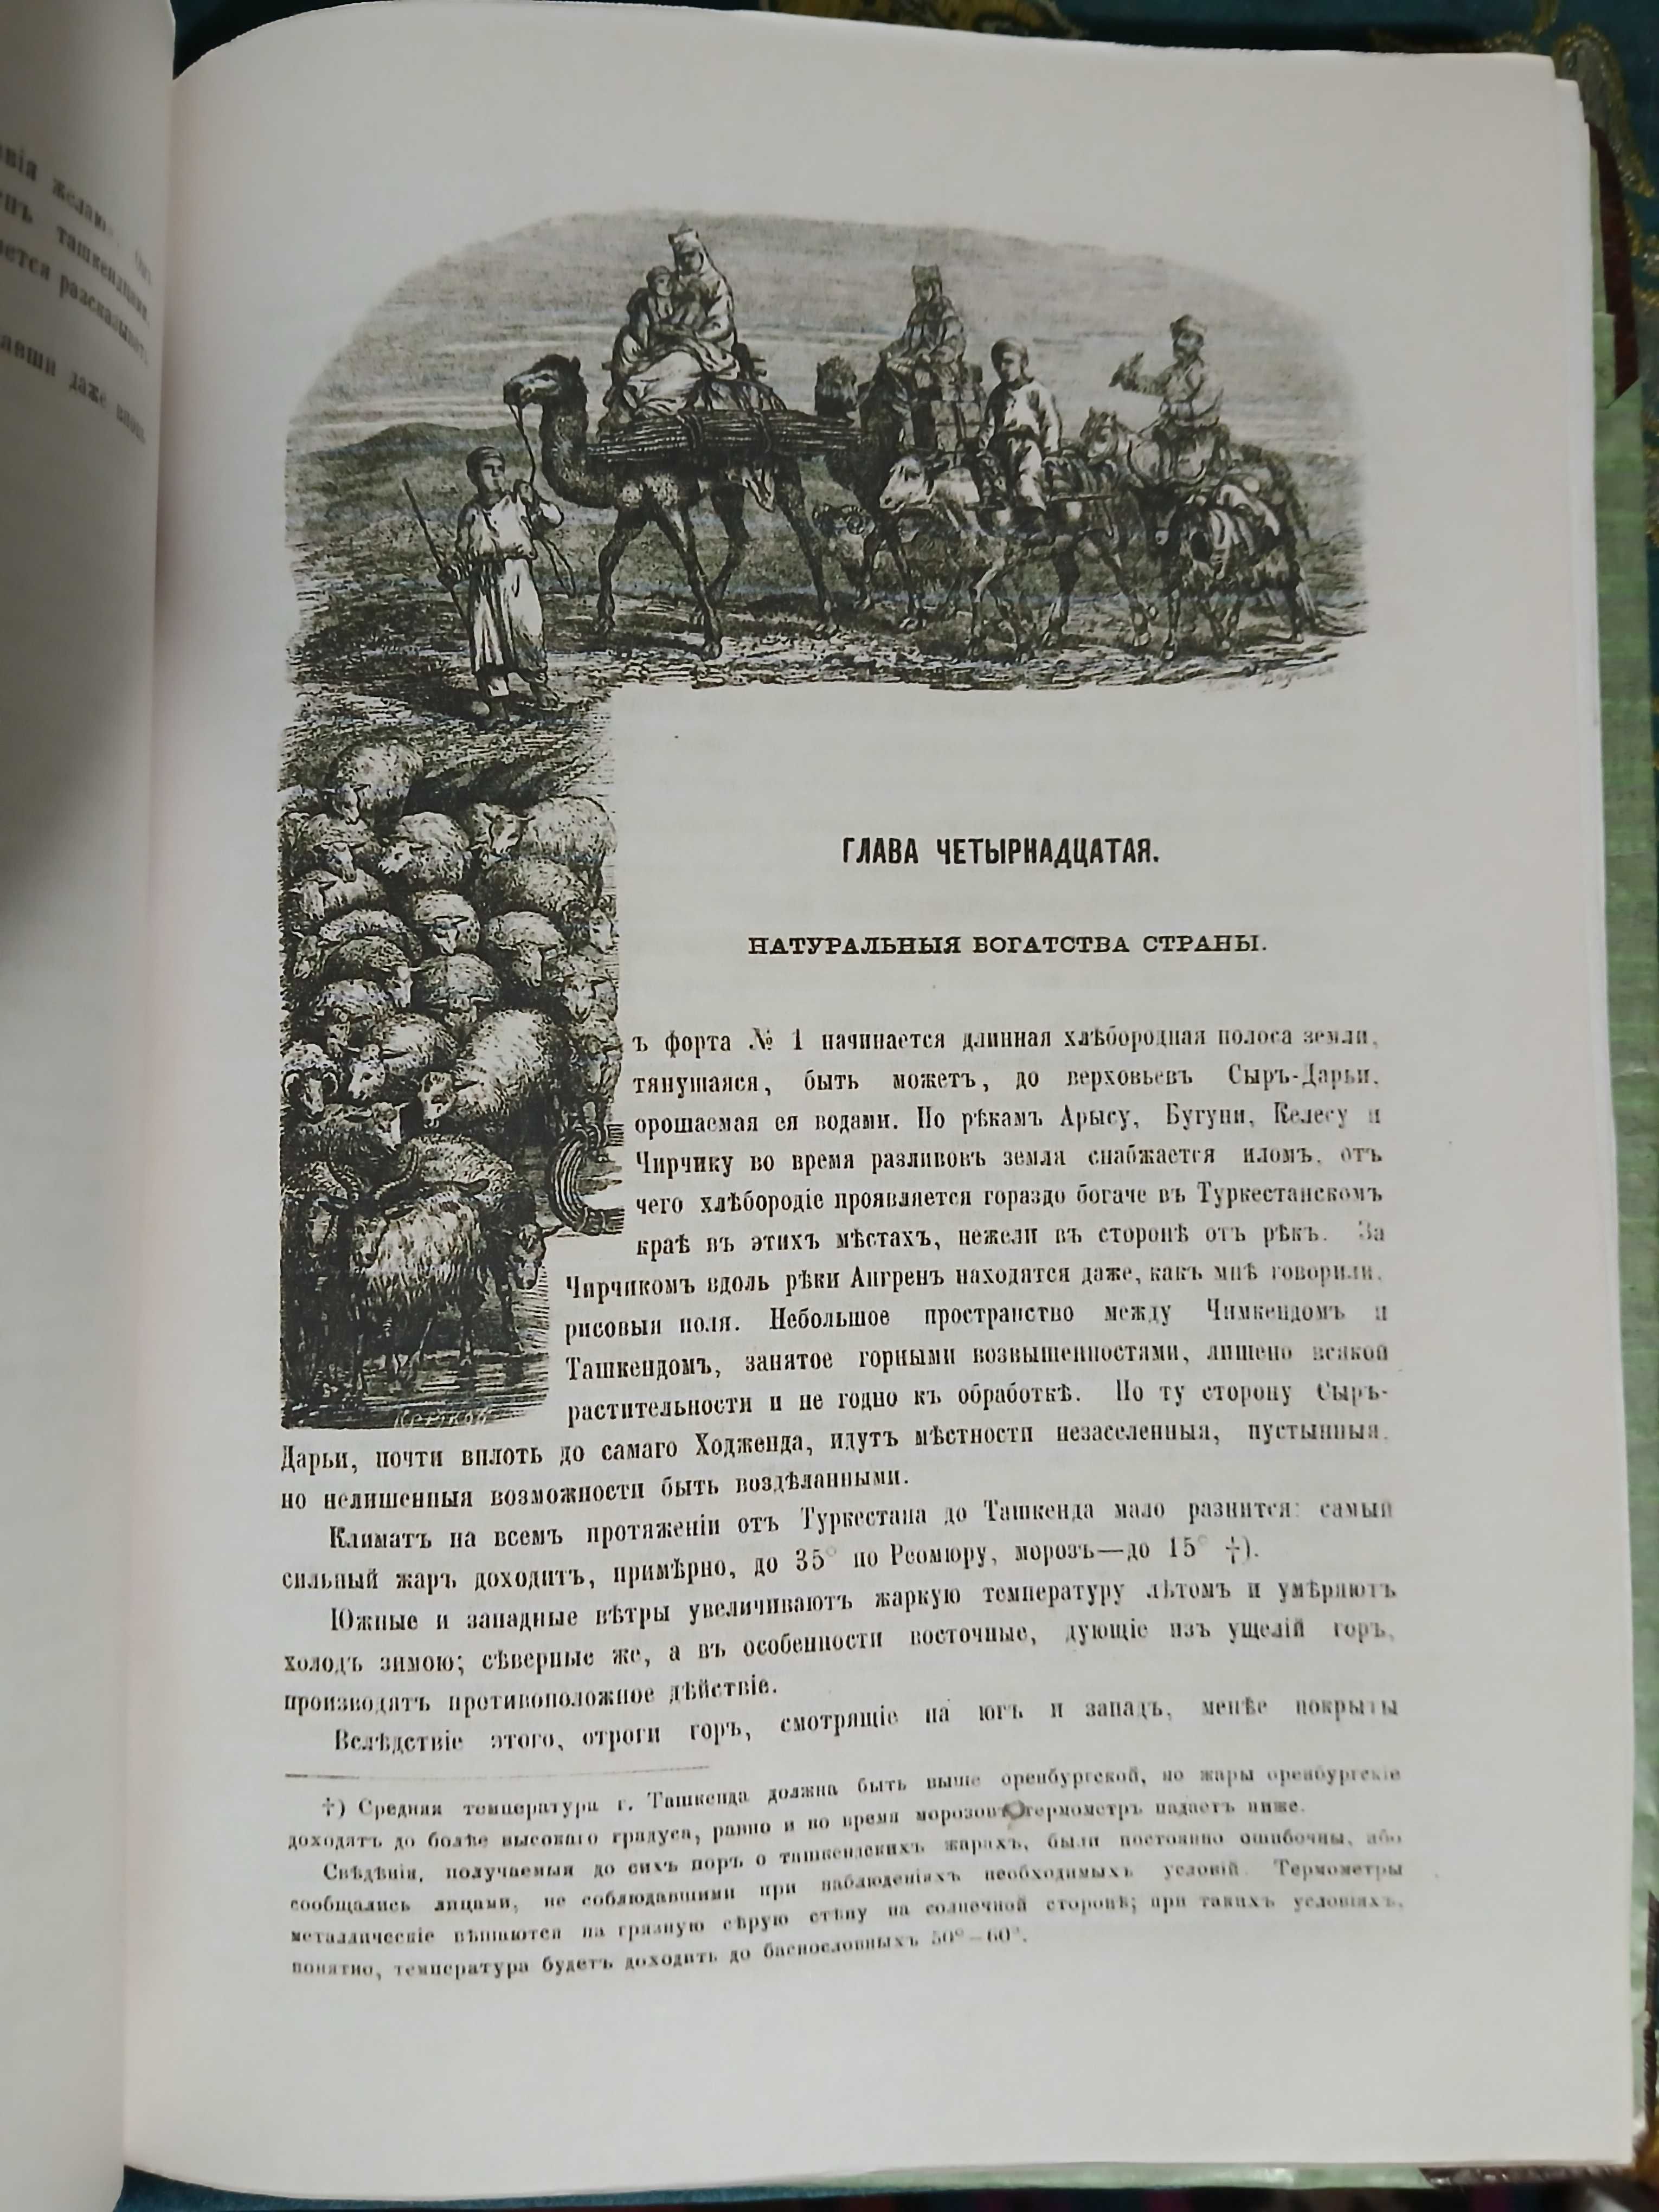 вія желаю
ташкендции
ется разсказывает
авши даже
ГЛАВА ЧЕТЫРНАДЦАТАЯ.
НАТУРАЛЬНЫЯ БОГАТСТВА СТРАНЫ.
Съ форта № 1 начинается длинная хлѣбородная полоса земли,
тянущаяся, быть можетъ, до верховьевъ Сыръ-Дарьи,
орошаемая ея водами. По рѣкамъ Арысу, Бугуни, Келесу и
Чирчику во время разливовъ земля снабжается иломъ, отъ
чего хлѣбородіе проявляется гораздо богаче въ Туркестанскомъ
краѣ въ этихъ мѣстахъ, нежели въ сторонѣ отъ рѣкъ. За
Чирчикомъ вдоль рѣки Ангренъ находятся даже, какъ мнѣ говорили,
рисовыя поля. Небольшое пространство между Чимкендомъ и
Ташкендомъ, занятое горными возвышенностями, лишено всякой
растительности и не годно къ обработкѣ. По ту сторону Сыръ-
Дарьи, почти вплоть до самаго Ходженда, идутъ мѣстности незаселенныя, пустынныя,
но нелишенныя возможности быть воздѣланными.
Климатъ на всемъ протяженіи отъ Туркестана до Ташкенда мало разнится: самый
сильный жаръ доходитъ, примѣрно, до 35° по Реомюру, морозъ—до 15° †).
Южные и западные вѣтры увеличиваютъ жаркую температуру лѣтомъ и умѣряютъ
холодъ зимою; сѣверные же, а въ особенности восточные, дующіе изъ ущелій горъ,
производятъ противоположное дѣйствіе.
Вслѣдствіе этого, отроги горъ, смотрящіе на югъ и западъ, менѣе покрыты
†) Средняя температура г. Ташкенда должна быть выше оренбургской, но жары оренбургскіе
доходятъ до болѣе высокаго градуса, равно и во время морозовъ термометръ падаетъ ниже.
Свѣдѣнія, получаемыя до сихъ поръ о ташкендскихъ жарахъ, были постоянно ошибочны, ибо
сообщались лицами, не соблюдавшими при наблюденіяхъ необходимыхъ условій. Термометры
металлическіе вѣшаются на грязную сѣрую стѣну на солнечной сторонѣ; при такихъ условіяхъ,
понятно, температура будетъ доходить до баснословныхъ 50°—60°.